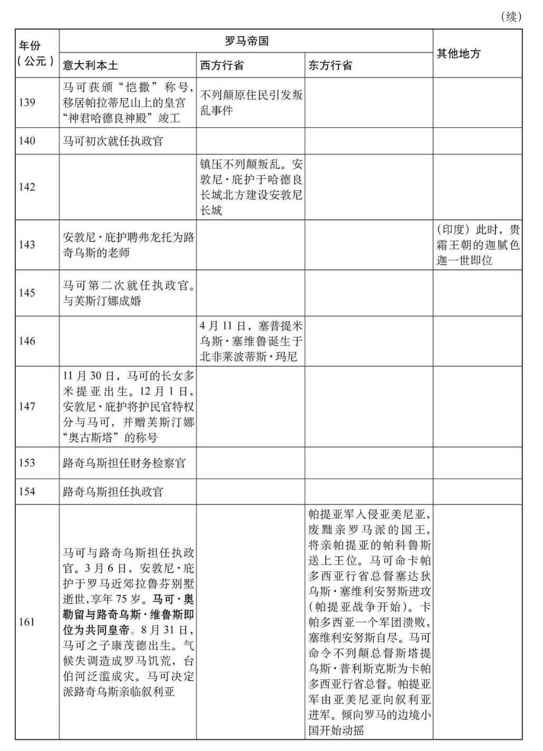 （续）
年份
（公元）
罗马帝国
其他地方
意大利本土
西方行省
东方行省
139
马可获颁“恺撒”称号，
移居帕拉蒂尼山上的皇宫
“神君哈德良神殿”竣工
不列颠原住民引发叛
乱事件
140
马可初次就任执政官
142
镇压不列颠叛乱。安
敦尼·庇护于哈德良
长城北方建设安敦尼
长城
143
安敦尼·庇护聘弗龙托为路
奇乌斯的老师
（印度）此时，贵
霜王朝的迦腻色
迦一世即位
145
马可第二次就任执政官。
与芙斯汀娜成婚
146
4月11日，塞普提米
乌斯·塞维鲁诞生于
北非莱波蒂斯·玛尼
147
11月30日，马可的长女多
米提亚出生。12月1日，
安敦尼·庇护将护民官特权
分与马可，并赠芙斯汀娜
“奥古斯塔”的称号
153
路奇乌斯担任财务检察官
154
路奇乌斯担任执政官
161
马可与路奇乌斯担任执政
官。3月6日，安敦尼·庇
护于罗马近郊拉鲁芬别墅
逝世，享年75岁。马可·奥
勒留与路奇乌斯·维鲁斯即
位为共同皇帝。8月31日，
马可之子康茂德出生。气
候失调造成罗马饥荒，台
伯河泛滥成灾。马可决定
派路奇乌斯亲临叙利亚
帕提亚军入侵亚美尼亚，
废黜亲罗马派的国王，
将亲帕提亚的帕科鲁斯
送上王位。马可命卡帕
多西亚行省总督塞达狄
乌斯·塞维利安努斯进攻
（帕提亚战争开始）。卡
帕多西亚一个军团溃败，
塞维利安努斯自尽。马可
命令不列颠总督斯塔提
乌斯·普利斯克斯为卡帕
多西亚行省总督。帕提亚
军由亚美尼亚向叙利亚
进军。倾向罗马的边境小
国开始动摇